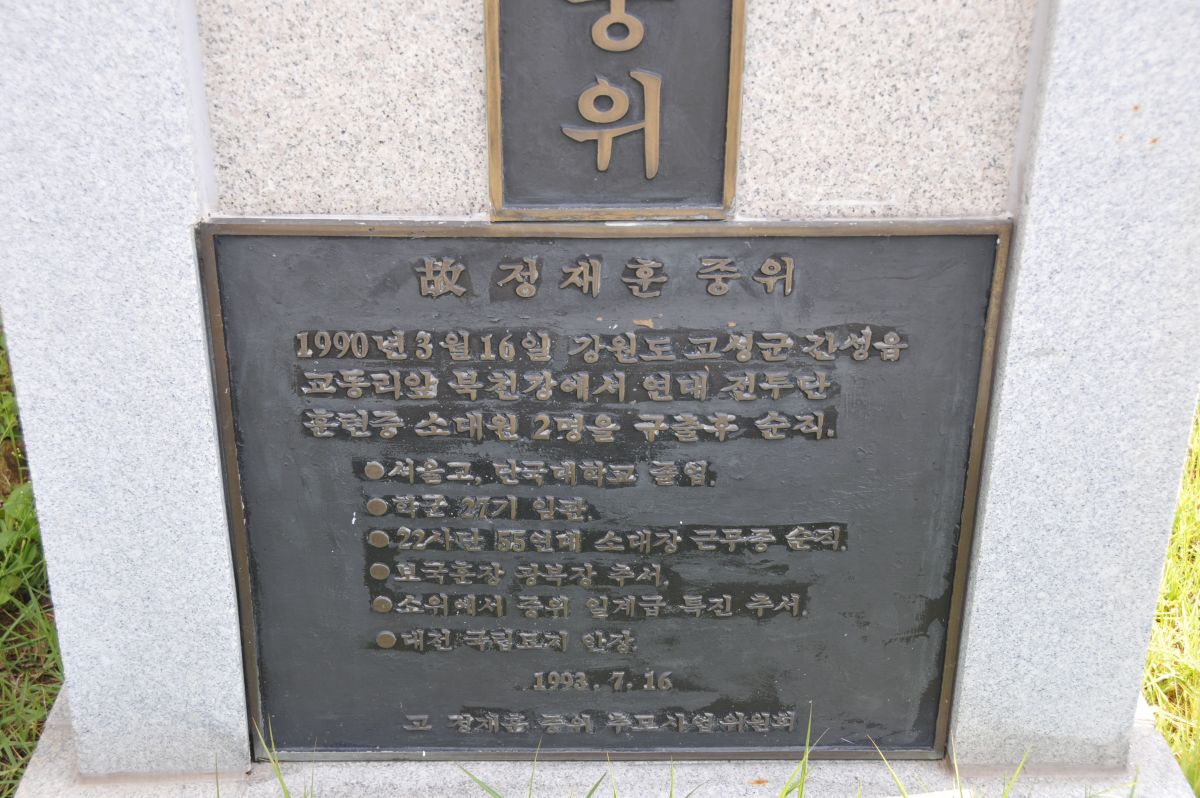 중
위
故 정재훈 중위
1990년 3월 16일 강원도 고성군 간성읍
고동리앞 북천강에서 연대 전투단
훈련중 소대원 2명을 구출후 순직.
●서울고, 단국대학교 졸업.
●학군 27기 임관.
●22사단 55연대 소대장 근무중 순직.
●보국훈장 광복장 추서.
●소위에서 중위 일계급 특진 추서.
●대전 국립묘지 안장.
1993. 7. 16
고 정재훈 중위 추모사업위원회